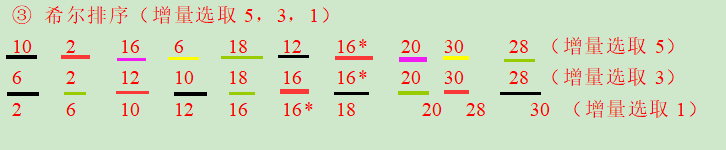 ③ 希尔排序（增量选取 5，3，1）
10 2 16 6 18 12 16* 20 30 28 （增量选取 5）
6 2 12 10 18 16 16* 20 30 28 （增量选取 3）
2 6 10 12 16 16* 18 20 28 30 （增量选取 1）